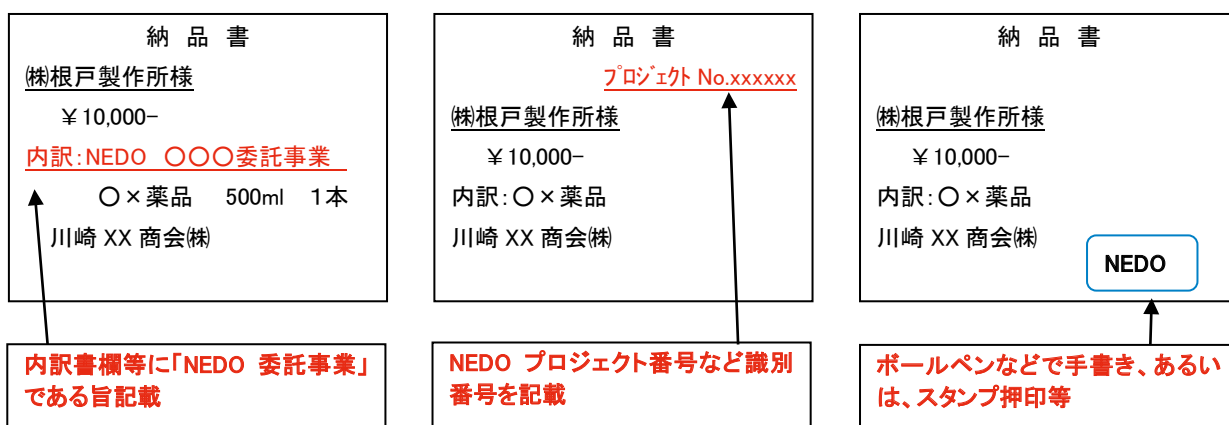 納 品 書
㈱根戸製作所様
￥10,000−
内訳：NEDO 〇〇〇委託事業
〇×薬品 500ml 1本
川崎 XX 商会㈱
内訳書欄等に「NEDO 委託事業」
である旨記載
納 品 書
ﾌﾟﾛｼﾞｪｸﾄ No.xxxxxx
㈱根戸製作所様
￥10,000−
内訳：〇×薬品
川崎 XX 商会㈱
NEDO プロジェクト番号など識別
番号を記載
納 品 書
㈱根戸製作所様
￥10,000−
内訳：〇×薬品
川崎 XX 商会㈱
NEDO
ボールペンなどで手書き、あるい
は、スタンプ押印等